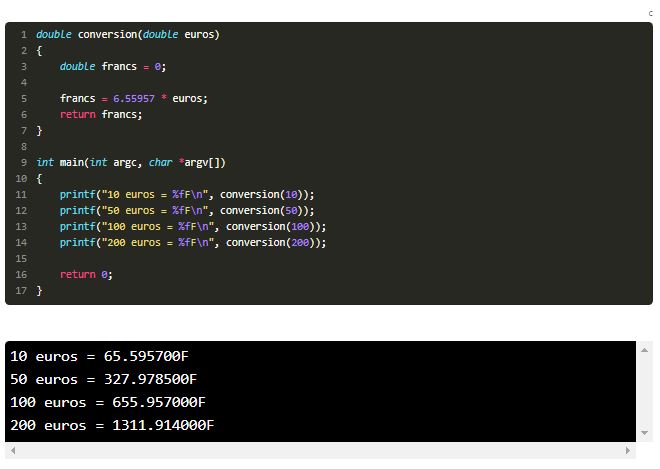 c
1 double conversion(double euros)
2 {
3     double francs = 0;
4
5     francs = 6.55957 * euros;
6     return francs;
7 }
8
9 int main(int argc, char *argv[])
10 {
11     printf("10 euros = %fF\n", conversion(10));
12     printf("50 euros = %fF\n", conversion(50));
13     printf("100 euros = %fF\n", conversion(100));
14     printf("200 euros = %fF\n", conversion(200));
15
16     return 0;
17 }
10 euros = 65.595700F
50 euros = 327.978500F
100 euros = 655.957000F
200 euros = 1311.914000F